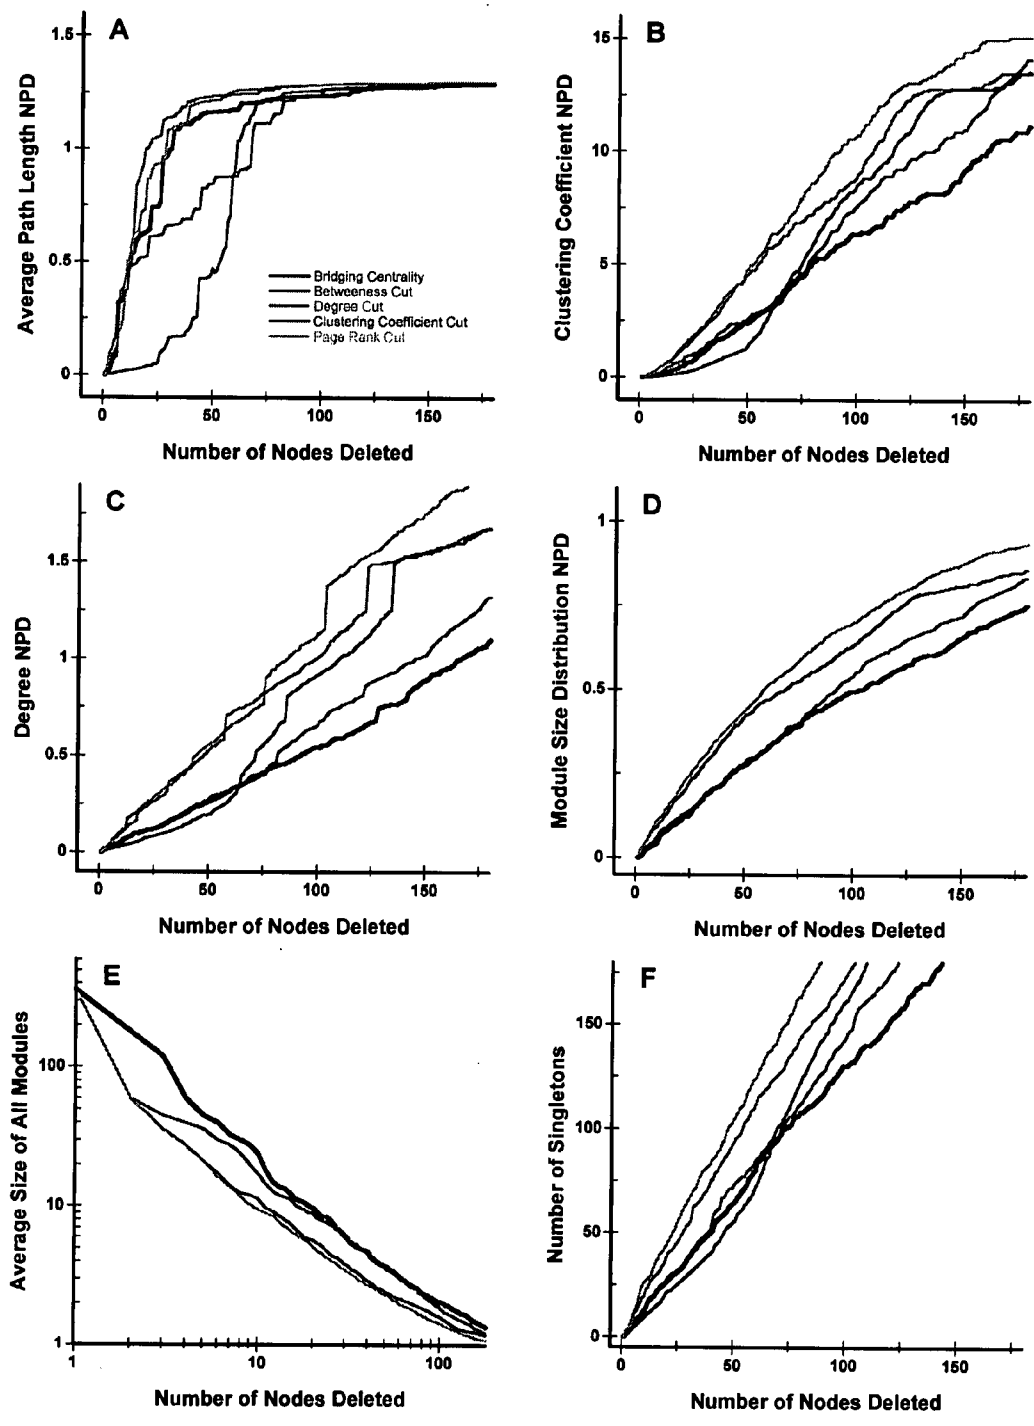 A
1.5
1
0.5
0
Average Path Length NPD
Bridging Centrality
Betweeness Cut
Degree Cut
Clustering Coefficient Cut
Page Rank Cut
0 50 100 150
Number of Nodes Deleted
B
15
10
5
0
Clustering Coefficient NPD
0 50 100 150
Number of Nodes Deleted
C
1.5
1
0.5
0
Degree NPD
0 50 100 150
Number of Nodes Deleted
D
1
0.5
0
Module Size Distribution NPD
0 50 100 150
Number of Nodes Deleted
E
100
10
1
Average Size of All Modules
1 10 100
Number of Nodes Deleted
F
150
100
50
0
Number of Singletons
0 50 100 150
Number of Nodes Deleted